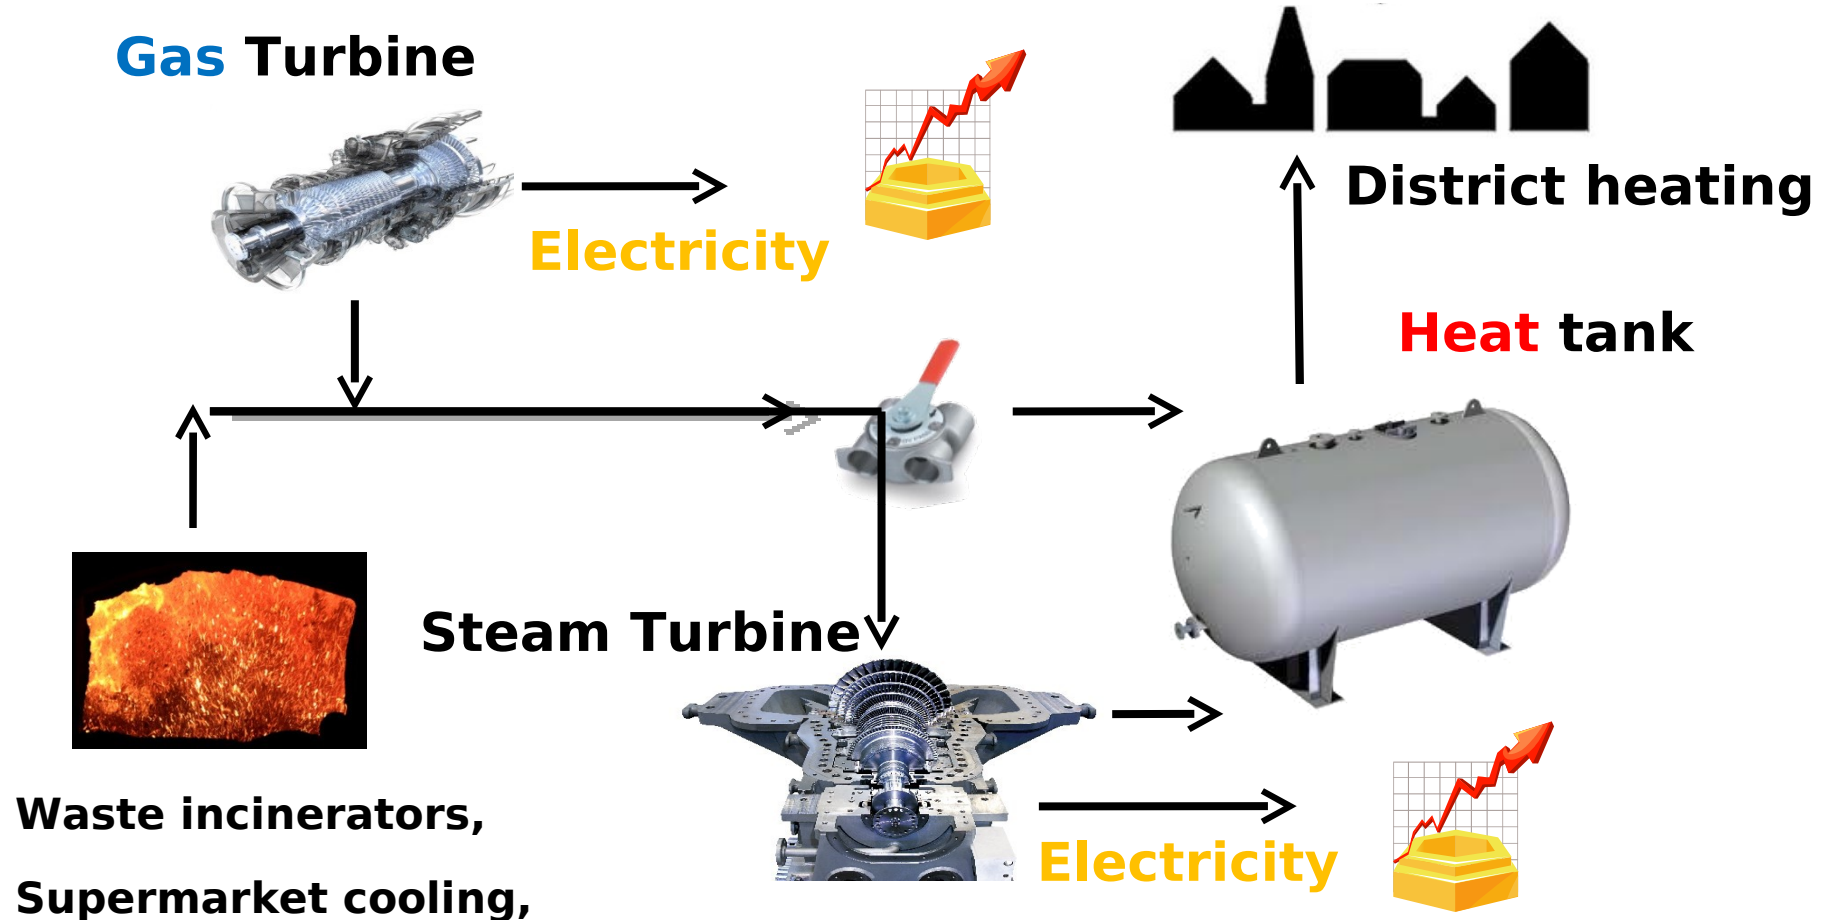 Gas Turbine
Electricity
District heating
Heat tank
Steam Turbine
Waste incinerators,
Supermarket cooling,
Electricity